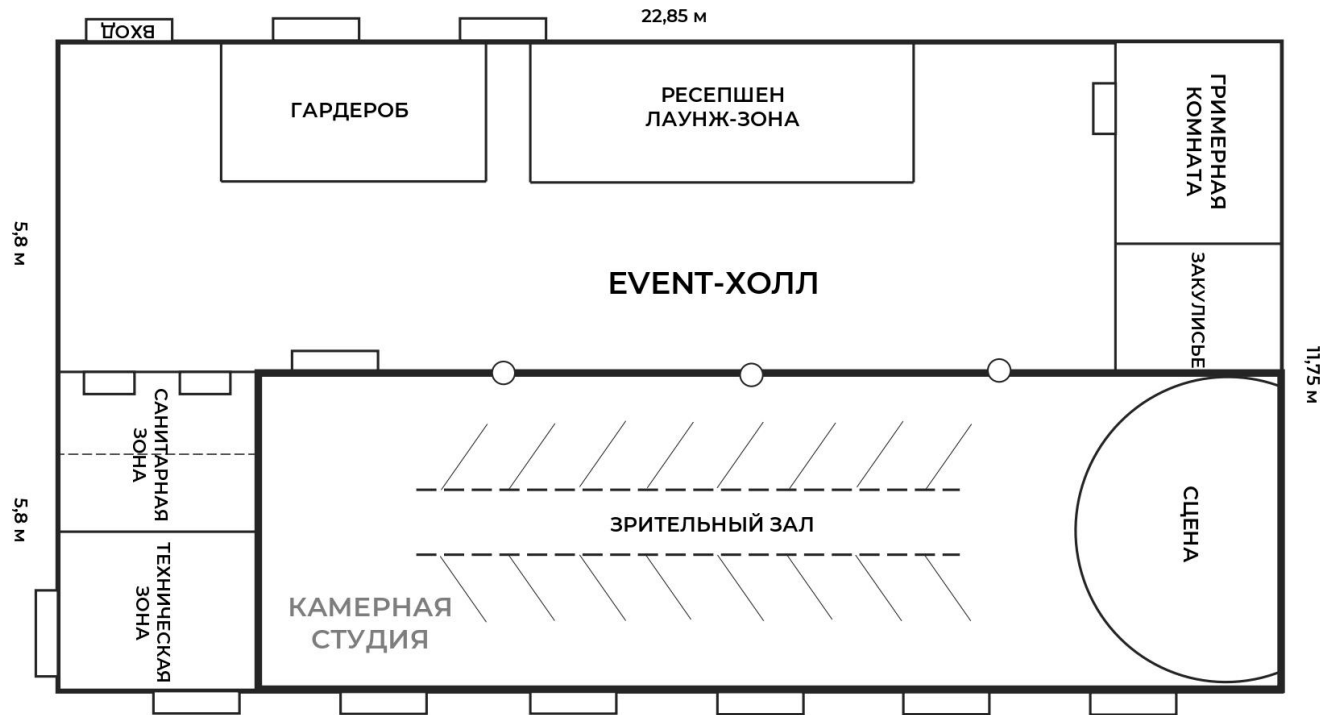 22,85 м
ВХОД
ГАРДЕРОБ
РЕСЕПШЕН
ЛАУНЖ-ЗОНА
ГРИМЕРНАЯ
КОМНАТА
5,8 м
EVENT-ХОЛЛ
ЗАКУЛИСЬЕ
11,75 м
САНИТАРНАЯ
ЗОНА
5,8 м
ЗРИТЕЛЬНЫЙ ЗАЛ
СЦЕНА
ТЕХНИЧЕСКАЯ
ЗОНА
КАМЕРНАЯ
СТУДИЯ